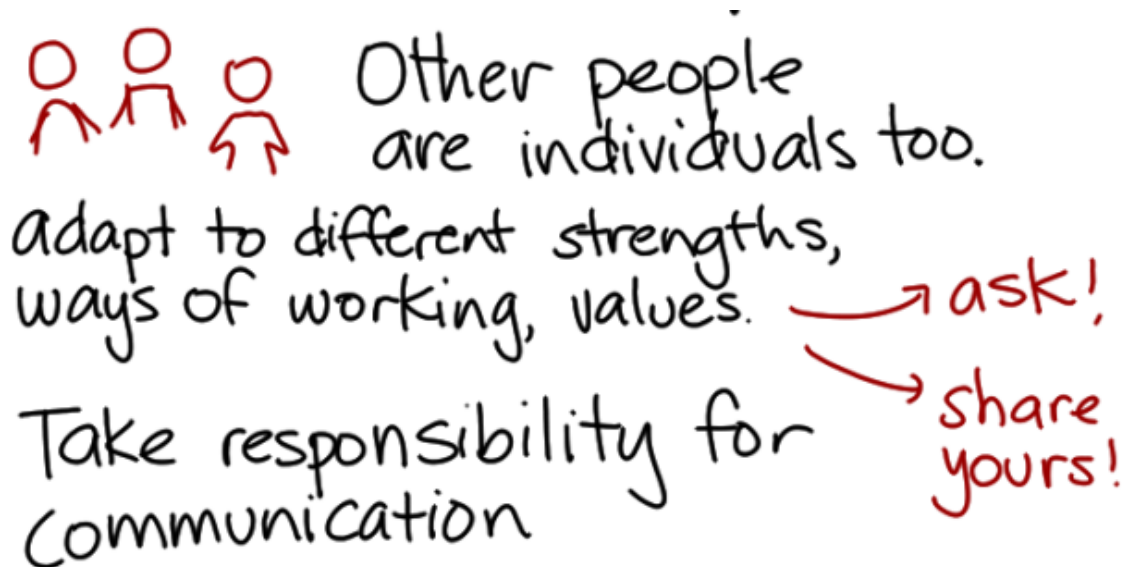 Other people
are individuals too.
adapt to different strengths,
ways of working, values.
ask!
share
yours!
Take responsibility for
communication